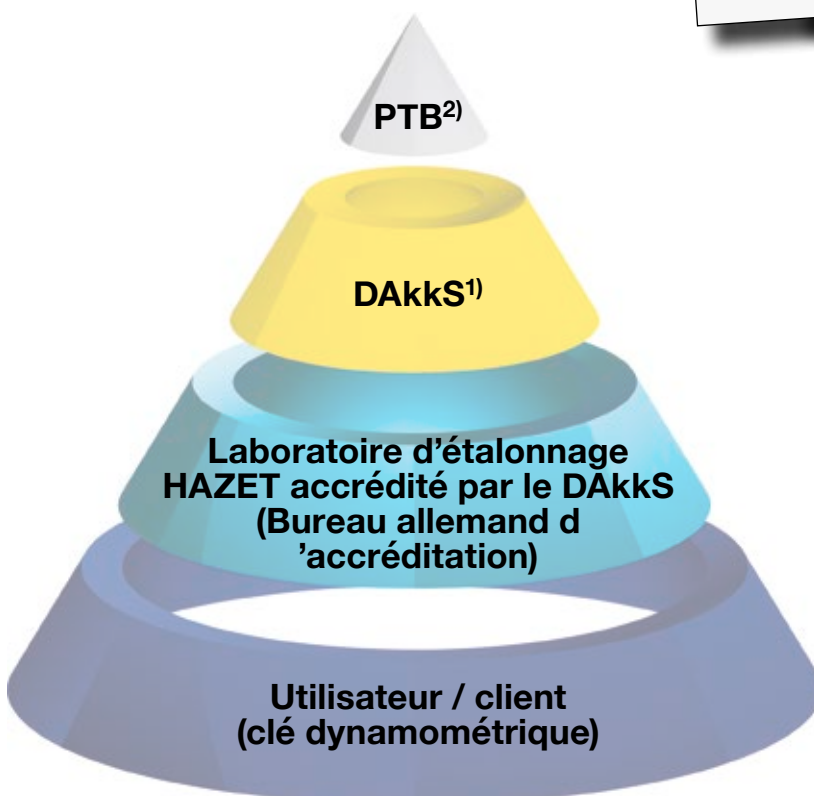 PTB2)
DAkkS1)
Laboratoire d’étalonnage
HAZET accrédité par le DAkkS
(Bureau allemand d
’accréditation)
Utilisateur / client
(clé dynamométrique)